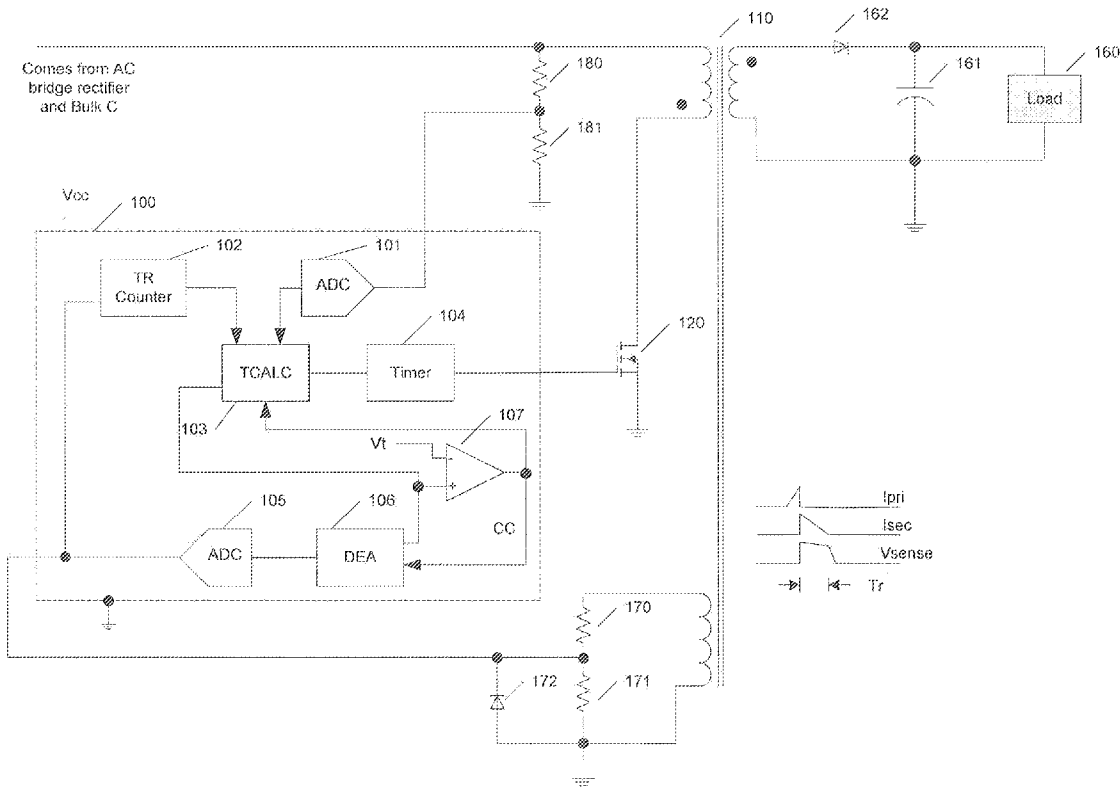 110
162
160
Comes from AC
bridge rectifier
and Bulk C
180
161
Load
181
Vcc
100
102
101
TR
Counter
ADC
104
120
TCALC
Timer
103
107
Vt
105
106
CC
ADC
DEA
Ipri
Isec
Vsense
Tr
170
172
171